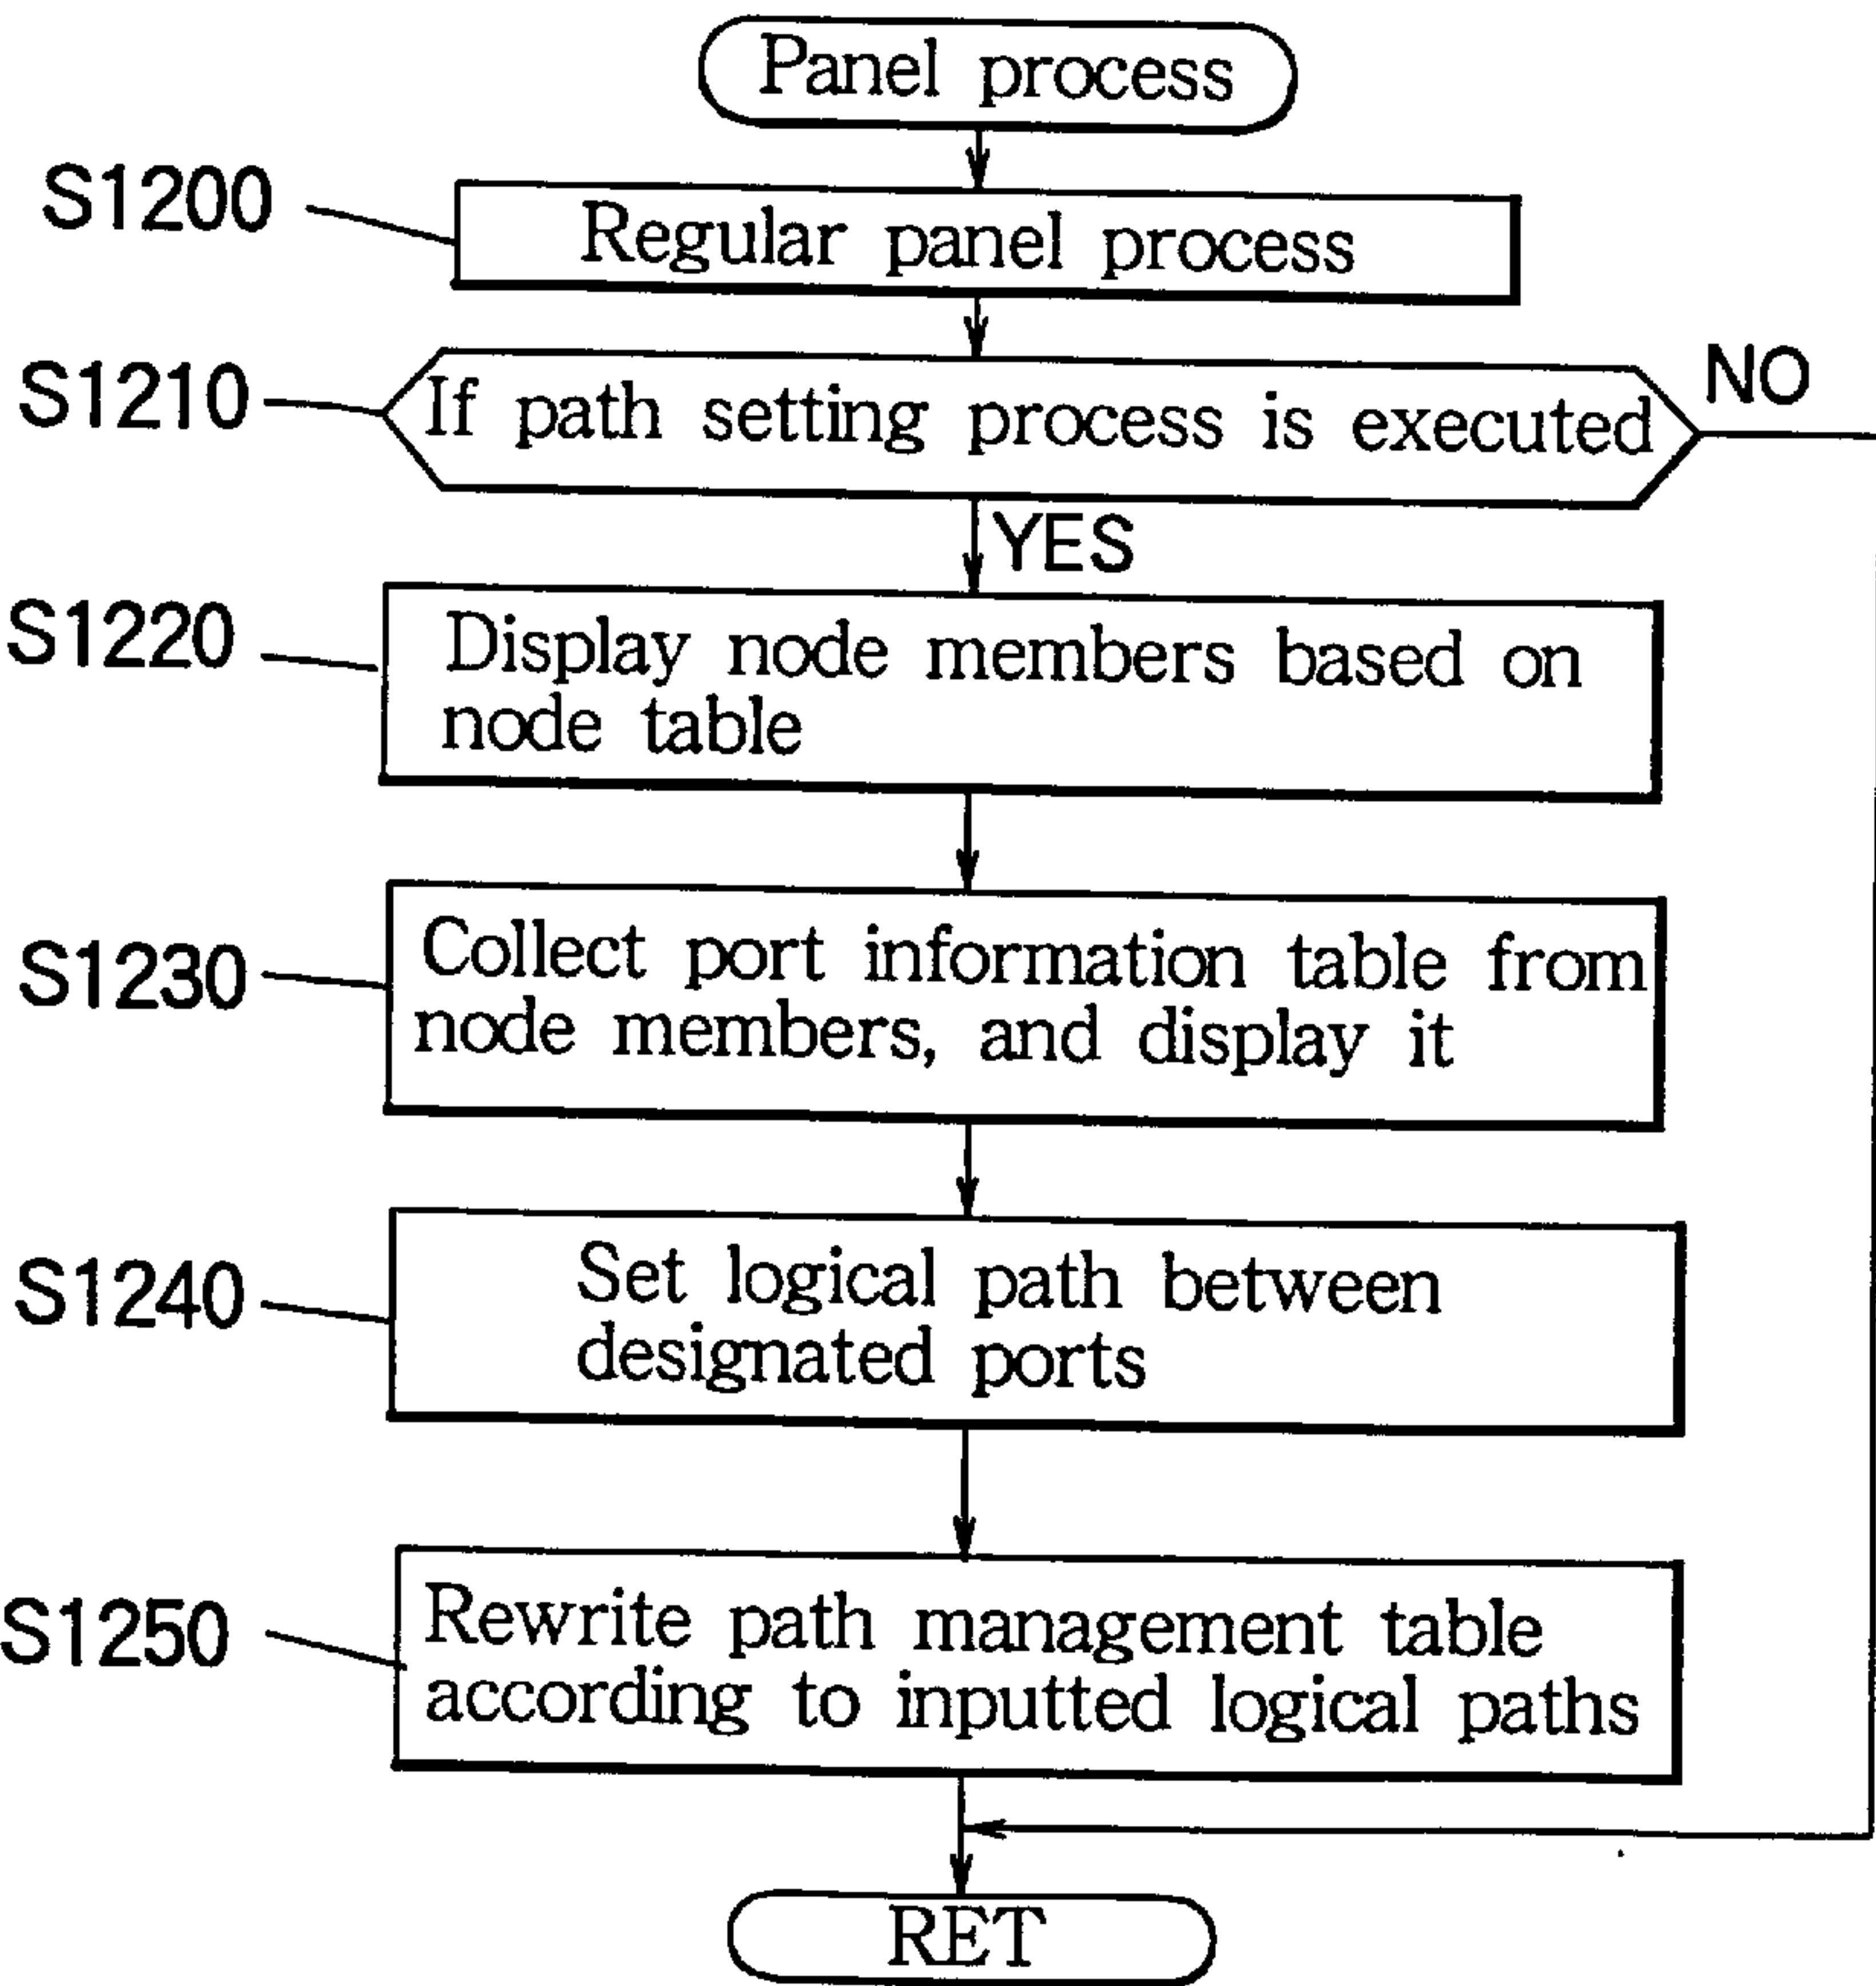 Panel process
S1200
Regular panel process
S1210
If path setting process is executed
NO
YES
S1220
Display node members based on
node table
S1230
Collect port information table from
node members, and display it
S1240
Set logical path between
designated ports
S1250
Rewrite path management table
according to inputted logical paths
RET